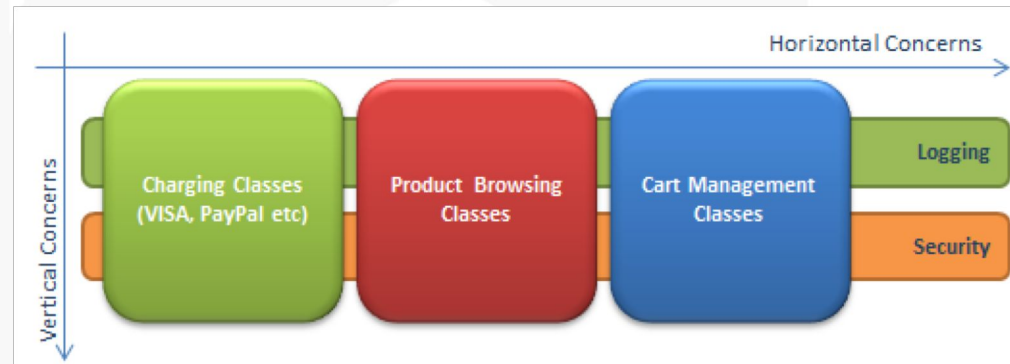 Horizontal Concerns
Vertical Concerns
Charging Classes
(VISA, PayPal etc)
Product Browsing
Classes
Cart Management
Classes
Logging
Security